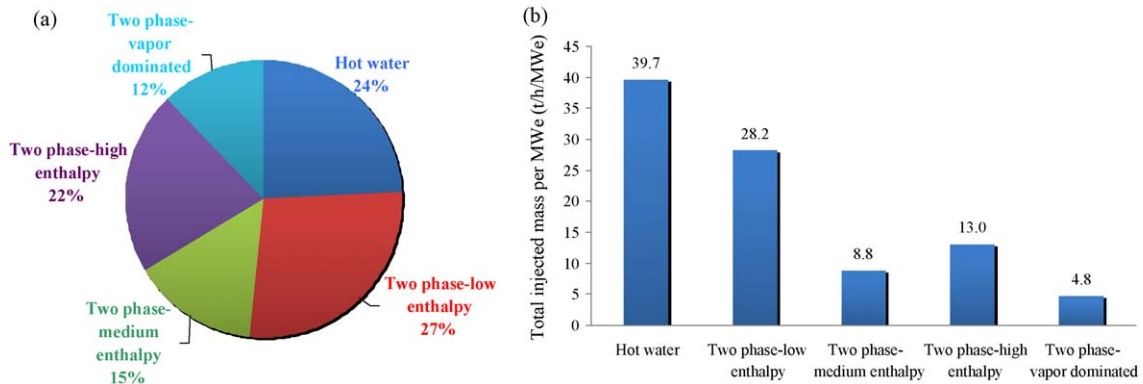 (a)
Two phase-
vapor
dominated
12%
Hot water
24%
Two phase-high
enthalpy
22%
Two phase-
medium
enthalpy
15%
Two phase-low
enthalpy
27%
(b)
Total injected mass per MWe (t/h/MWe)
45
40
35
30
25
20
15
10
5
0
39.7
28.2
8.8
13.0
4.8
Hot water
Two phase-low
enthalpy
Two phase-
medium enthalpy
Two phase-high
enthalpy
Two phase-
vapor dominated